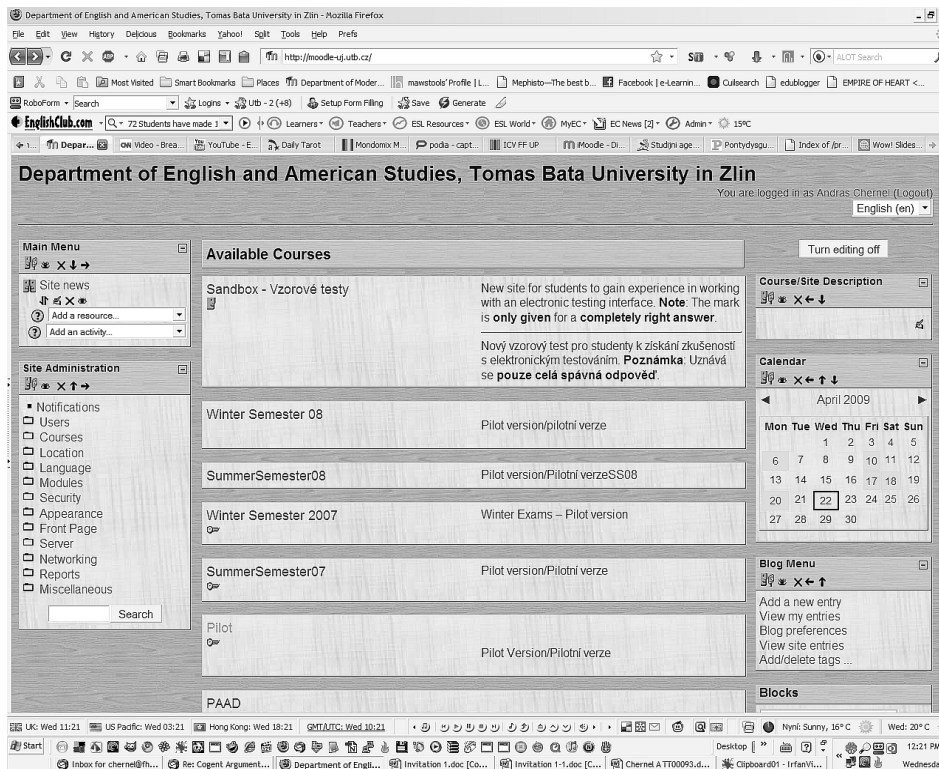 Department of English and American Studies, Tomas Bata University in Zlin - Mozilla Firefox
File Edit View History Delicious Bookmarks Yahoo! Split Tools Help Prefs
http://moodle-uj.utb.cz/
ALOT Search
Most Visited Smart Bookmarks Places Department of Moder... mawstools' Profile | L... Mephisto—The best b... Facebook | e-Learnin... Culisearch edublogger EMPIRE OF HEART <...
RoboForm Search Logins Utb - 2 (+8) Setup Form Filling Save Generate
EnglishClub.com 72 Students have made 1 Learners Teachers ESL Resources ESL World MyEC EC News [2] Admin 15ºC
1... Depar... Video - Brea... YouTube - E... Daily Tarot Mondomix M... podia - capt... ICV FF UP iMoodle - Di... Studijní age... Pontydysgu... Index of /pr... Wow! Slides...
Department of English and American Studies, Tomas Bata University in Zlin
You are logged in as Andras Chernel (Logout)
English (en)
Main Menu
Site news
Add a resource...
Add an activity...
Site Administration
Notifications
Users
Courses
Location
Language
Modules
Security
Appearance
Front Page
Server
Networking
Reports
Miscellaneous
Search
Available Courses
Sandbox - Vzorové testy
New site for students to gain experience in working
with an electronic testing interface. Note: The mark
is only given for a completely right answer.
Nový vzorový test pro studenty k získání zkušeností
s elektronickým testováním. Poznámka: Uznává
se pouze celá spávná odpověď.
Winter Semester 08
Pilot version/pilotní verze
SummerSemester08
Pilot version/Pilotní verzeSS08
Winter Semester 2007
Winter Exams – Pilot version
SummerSemester07
Pilot version/Pilotní verze
Pilot
Pilot Version/Pilotní verze
PAAD
Turn editing off
Course/Site Description
Calendar
April 2009
Mon Tue Wed Thu Fri Sat Sun
1 2 3 4 5
6 7 8 9 10 11 12
13 14 15 16 17 18 19
20 21 22 23 24 25 26
27 28 29 30
Blog Menu
Add a new entry
View my entries
Blog preferences
View site entries
Add/delete tags ...
Blocks
UK: Wed 11:21 US Padfic: Wed 03:21 Hong Kong: Wed 18:21 GMT/UTC: Wed 10:21 Nyní: Sunny, 16° C Wed: 20° C
Start Desktop 12:21 PM
Inbox for chernel@fh... Re: Cogent Argument... Department of Engli... Invitation 1.doc [Co... Invitation 1-1.doc [C... Chernel A TT00093.d... Clipboard01 - IrfanVi... Wednesda